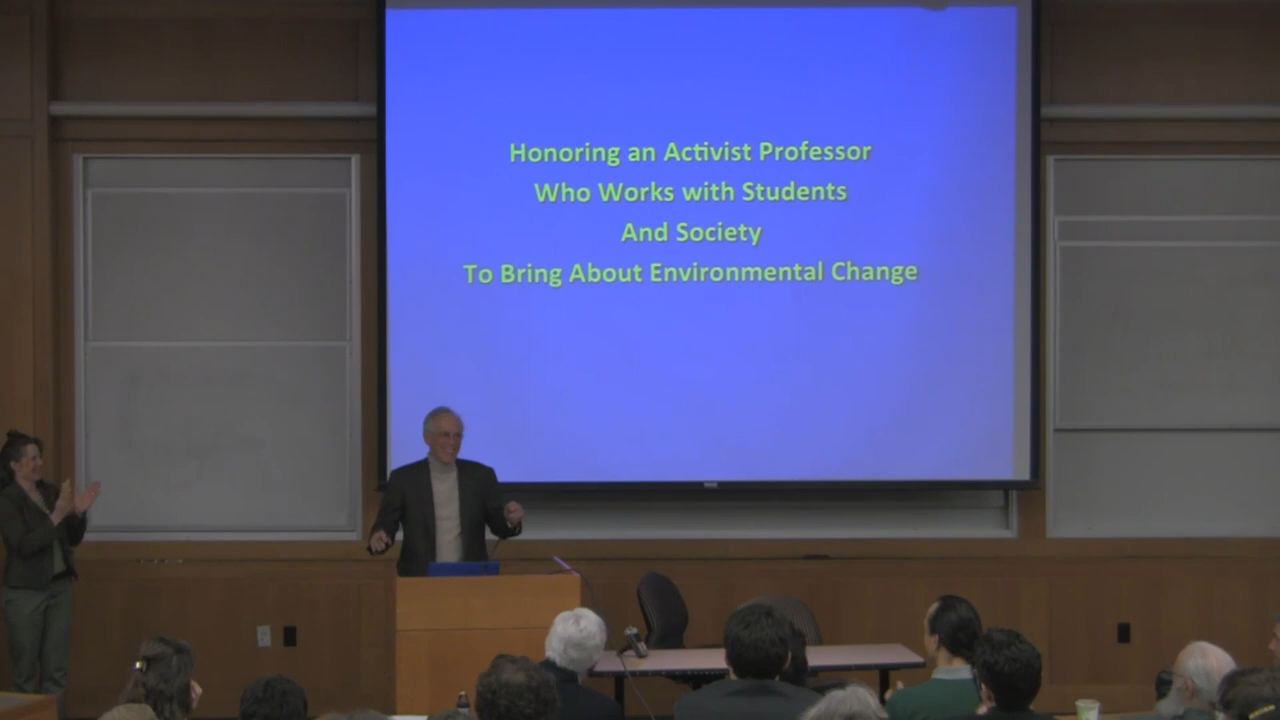 Honoring an Activist Professor
Who Works with Students
And Society
To Bring About Environmental Change